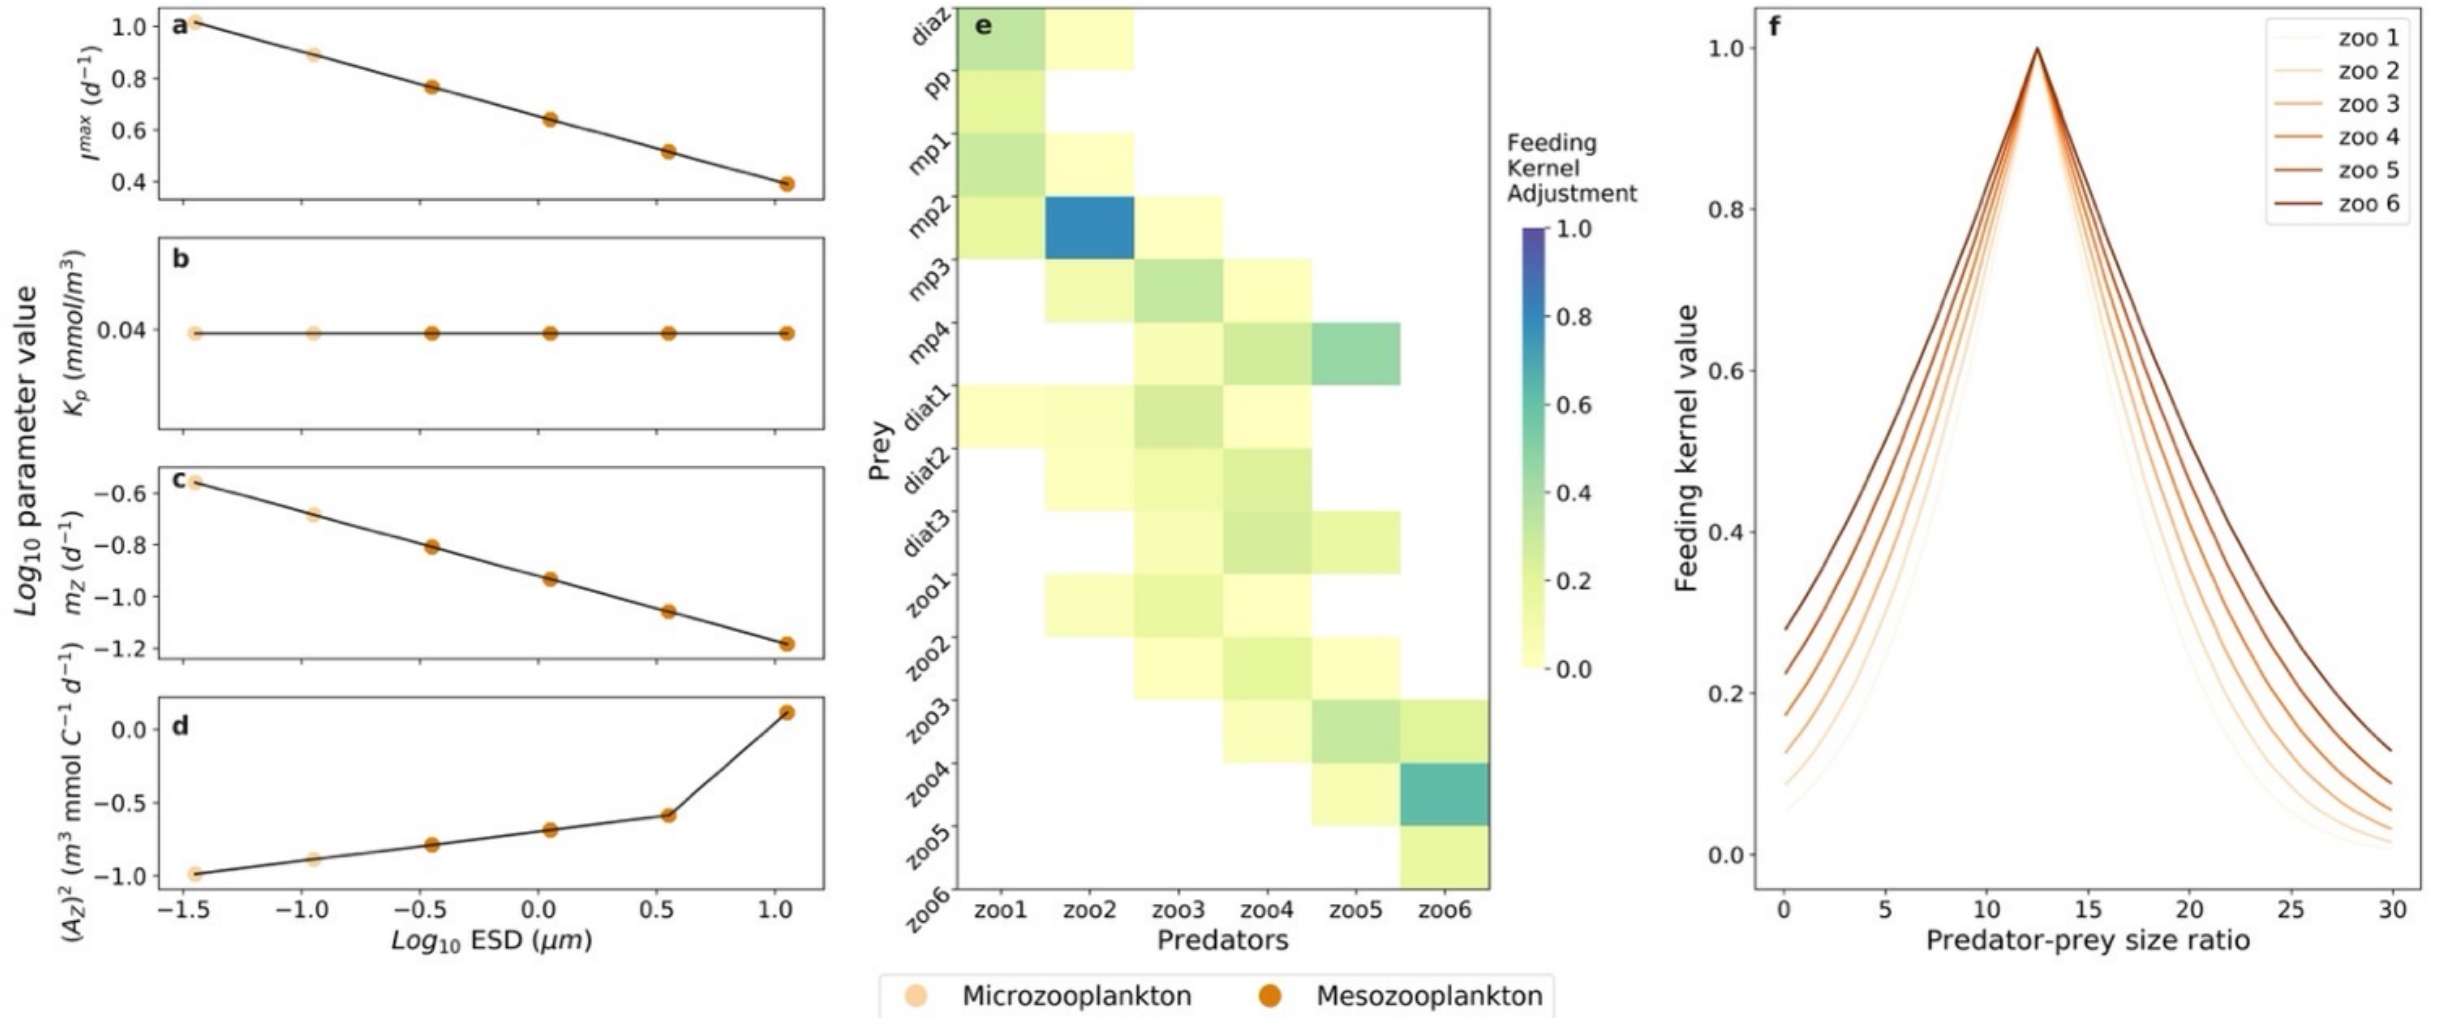 Log10 parameter value
a
I^max (d^−1)
1.0
0.8
0.6
0.4
b
K_ρ (mmol/m^3)
0.04
c
m_Z (d^−1)
−0.6
−0.8
−1.0
−1.2
d
(A_Z)^2 (m^3 mmol C^−1 d^−1)
0.0
−0.5
−1.0
−1.5 −1.0 −0.5 0.0 0.5 1.0
Log10 ESD (μm)
e
Prey
diaz
pp
mp1
mp2
mp3
mp4
diat1
diat2
diat3
zoo1
zoo2
zoo3
zoo4
zoo5
zoo6
zoo1 zoo2 zoo3 zoo4 zoo5 zoo6
Predators
Feeding
Kernel
Adjustment
1.0
0.8
0.6
0.4
0.2
0.0
f
Feeding kernel value
1.0
0.8
0.6
0.4
0.2
0.0
0 5 10 15 20 25 30
Predator-prey size ratio
zoo 1
zoo 2
zoo 3
zoo 4
zoo 5
zoo 6
Microzooplankton Mesozooplankton